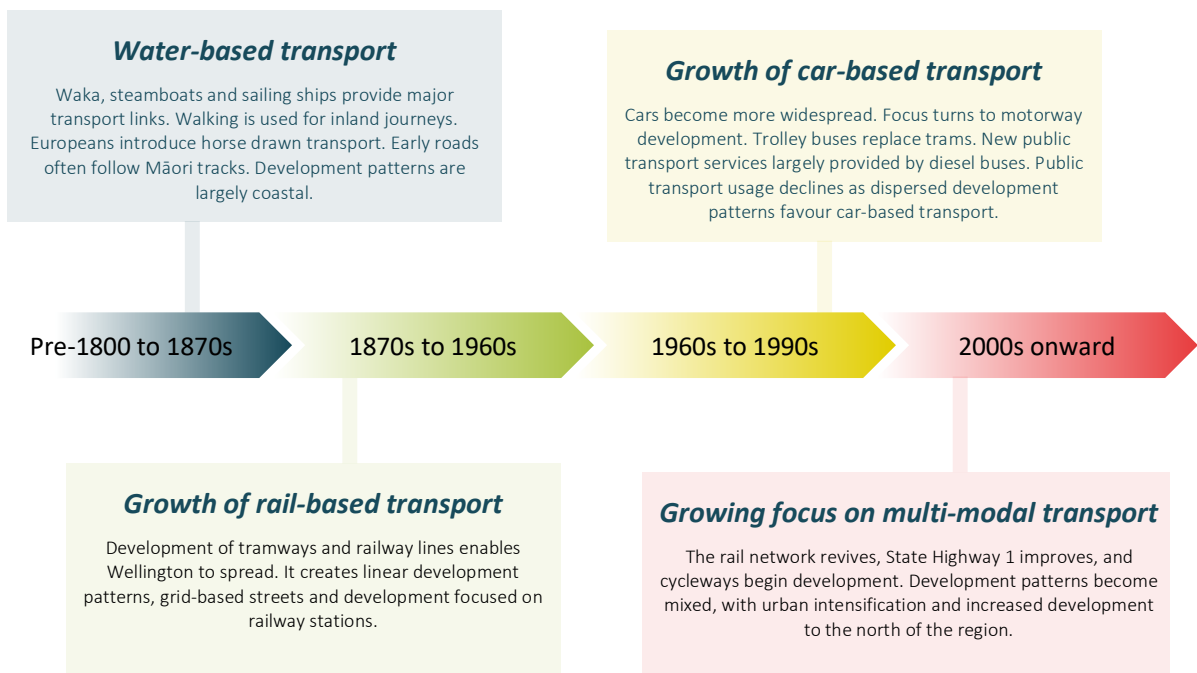 Water-based transport
Waka, steamboats and sailing ships provide major
transport links. Walking is used for inland journeys.
Europeans introduce horse drawn transport. Early roads
often follow Māori tracks. Development patterns are
largely coastal.
Growth of car-based transport
Cars become more widespread. Focus turns to motorway
development. Trolley buses replace trams. New public
transport services largely provided by diesel buses. Public
transport usage declines as dispersed development
patterns favour car-based transport.
Pre-1800 to 1870s
1870s to 1960s
1960s to 1990s
2000s onward
Growth of rail-based transport
Development of tramways and railway lines enables
Wellington to spread. It creates linear development
patterns, grid-based streets and development focused on
railway stations.
Growing focus on multi-modal transport
The rail network revives, State Highway 1 improves, and
cycleways begin development. Development patterns become
mixed, with urban intensification and increased development
to the north of the region.